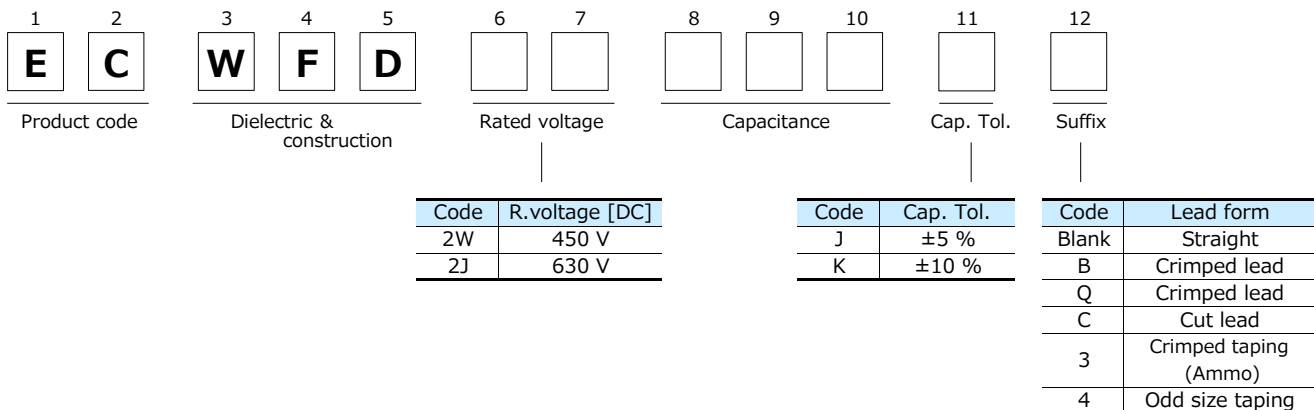 1 2 3 4 5 6 7 8 9 10 11 12
E C W F D
Product code Dielectric & construction Rated voltage Capacitance Cap. Tol. Suffix
Code R.voltage [DC]
2W 450 V
2J 630 V
Code Cap. Tol.
J ±5 %
K ±10 %
Code Lead form
Blank Straight
B Crimped lead
Q Crimped lead
C Cut lead
3 Crimped taping
(Ammo)
4 Odd size taping